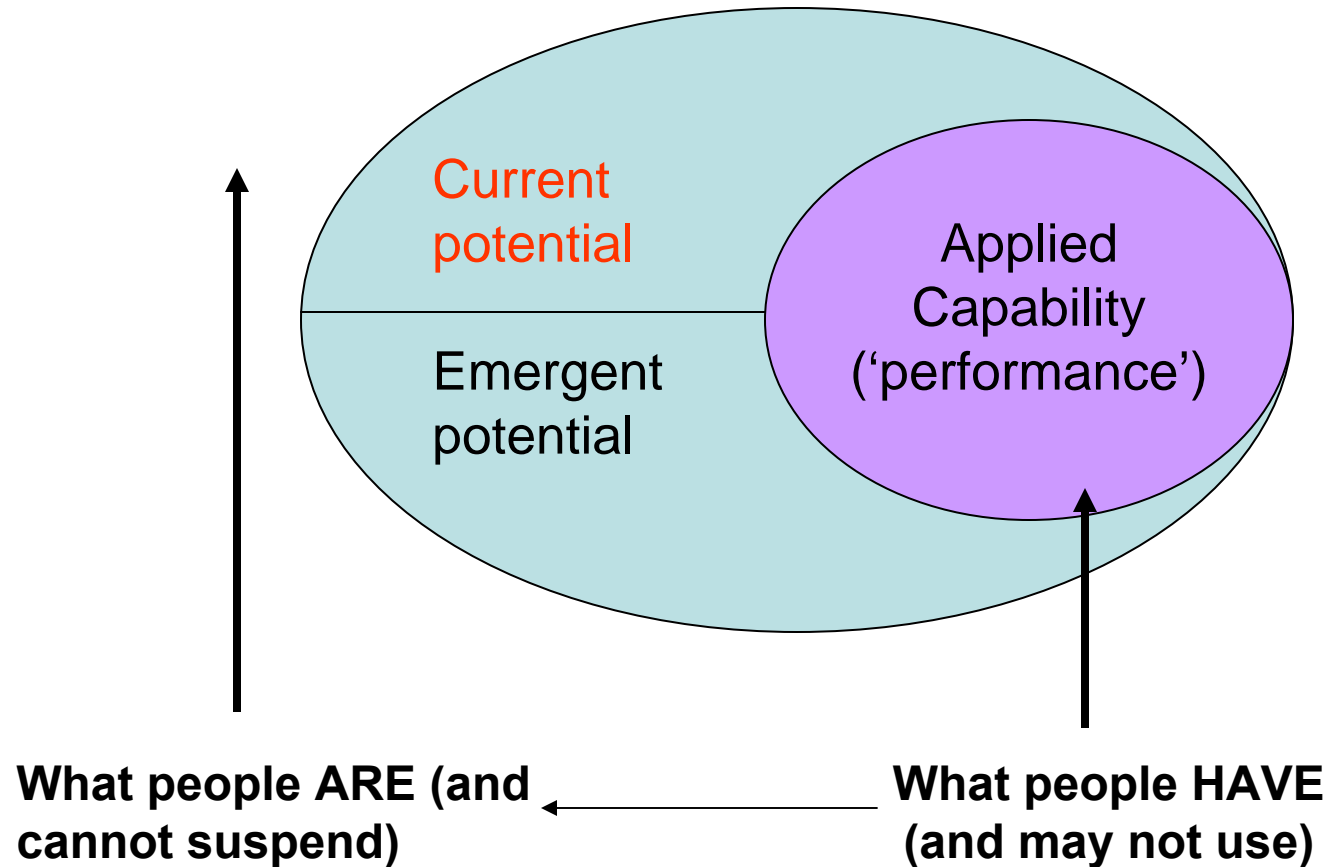 Current
potential
Applied
Capability
(‘performance’)
Emergent
potential
What people ARE (and
cannot suspend)
What people HAVE
(and may not use)